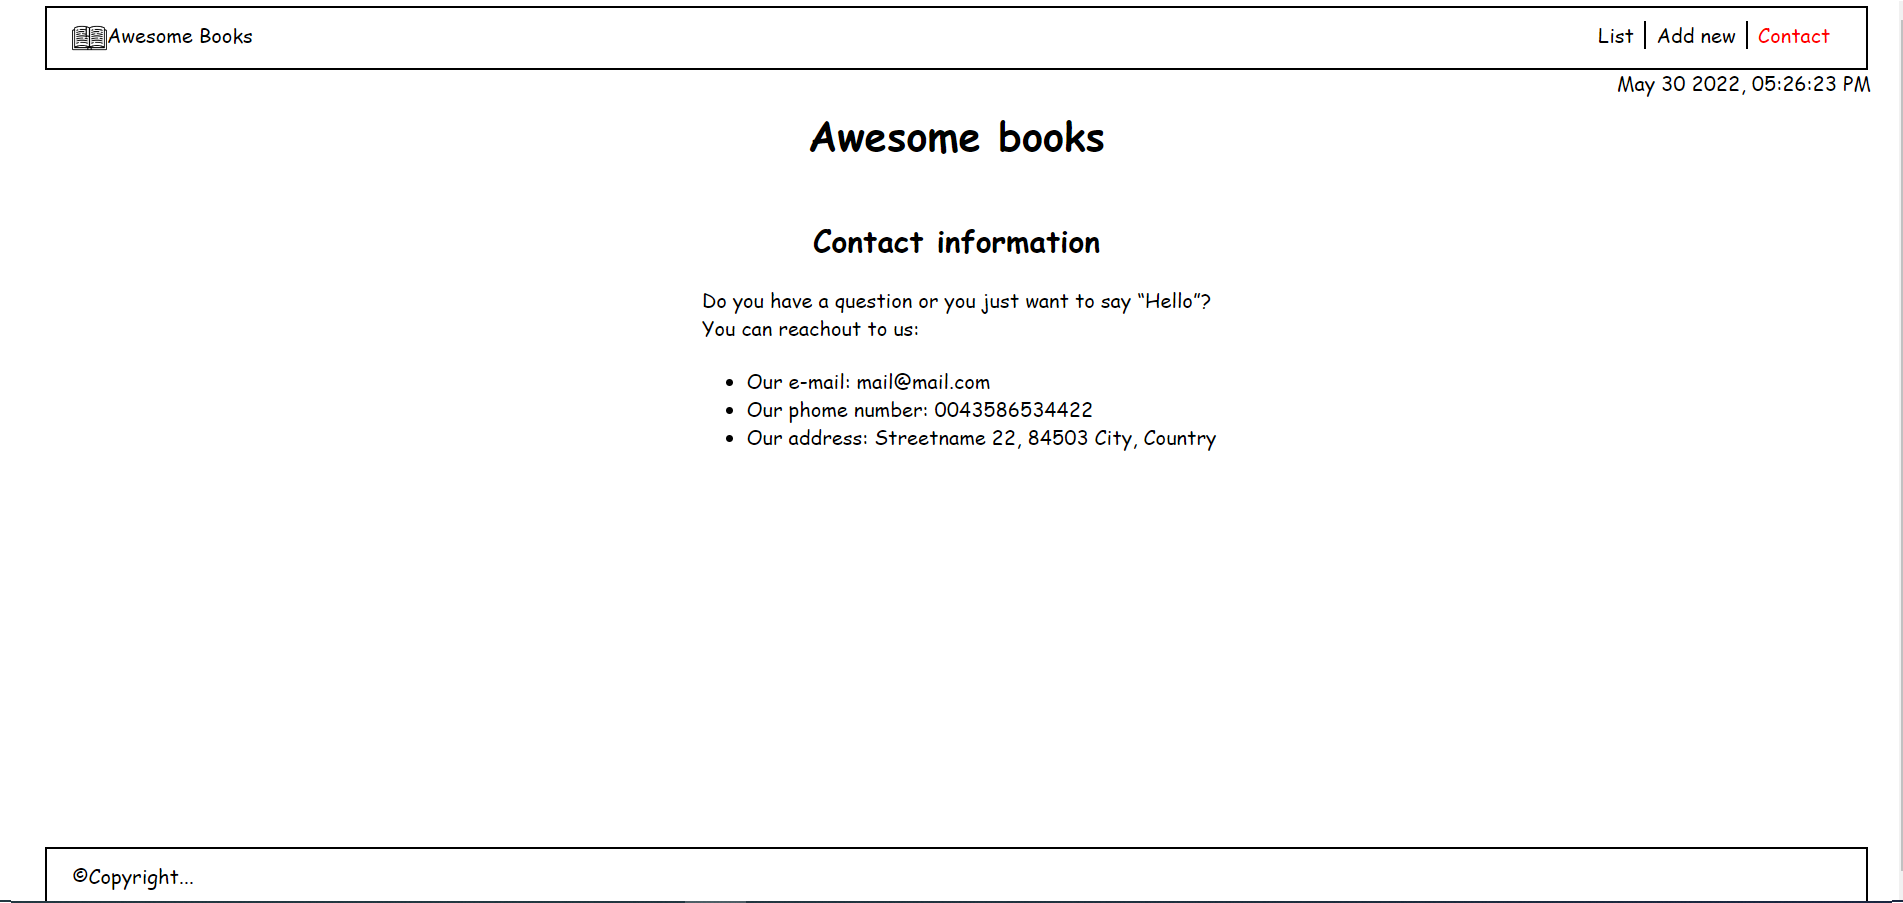 Awesome Books
List
Add new
Contact
May 30 2022, 05:26:23 PM
Awesome books
Contact information
Do you have a question or you just want to say “Hello”?
You can reachout to us:
• Our e-mail: mail@mail.com
• Our phome number: 0043586534422
• Our address: Streetname 22, 84503 City, Country
©Copyright...